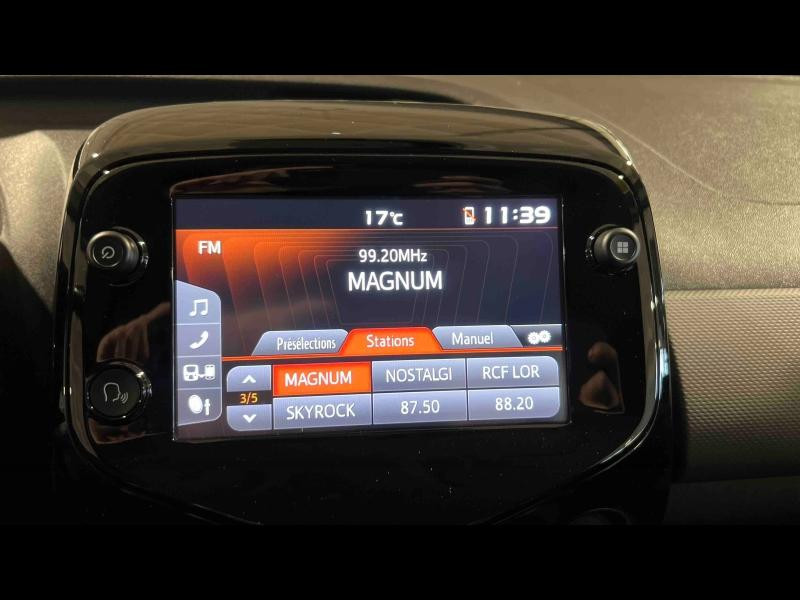 17°C 11:39
FM
99.20MHz
MAGNUM
Présélections Stations Manuel
MAGNUM NOSTALGI RCF LOR
3/5
SKYROCK 87.50 88.20